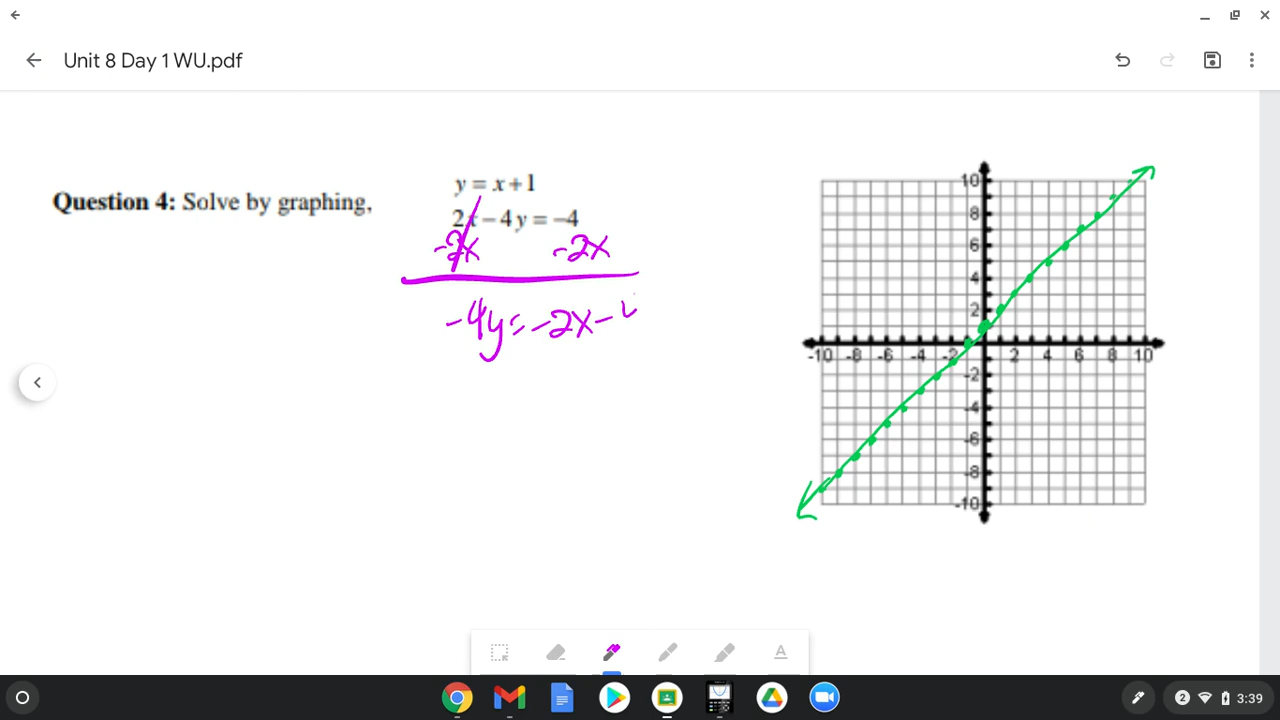 Unit 8 Day 1 WU.pdf
Question 4: Solve by graphing,
y = x + 1
2x – 4y = –4
-2x -2x
-4y = -2x - 4
10
8
6
4
2
-10 -8 -6 -4 -2 2 4 6 8 10
-2
-4
-6
-8
-10
A
2 3:39